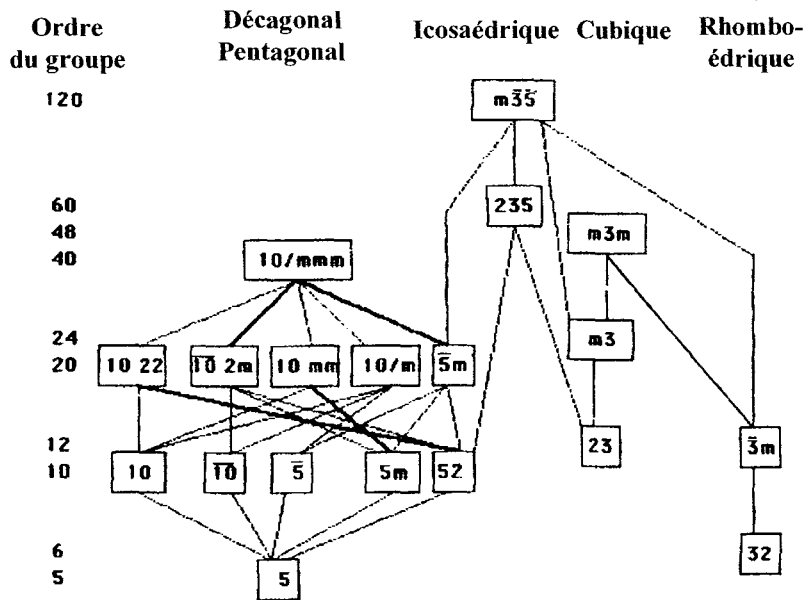 Ordre
du groupe
Décagonal
Pentagonal
Icosaédrique
Cubique
Rhombo-
édrique
120
m3̅5̅
60
235
48
m3m
40
10/mmm
24
m3
20
10 22
1̅0̅ 2m
10 mm
10/m
5̅m
12
23
3̅m
10
10
1̅0̅
5̅
5m
52
6
32
5
5